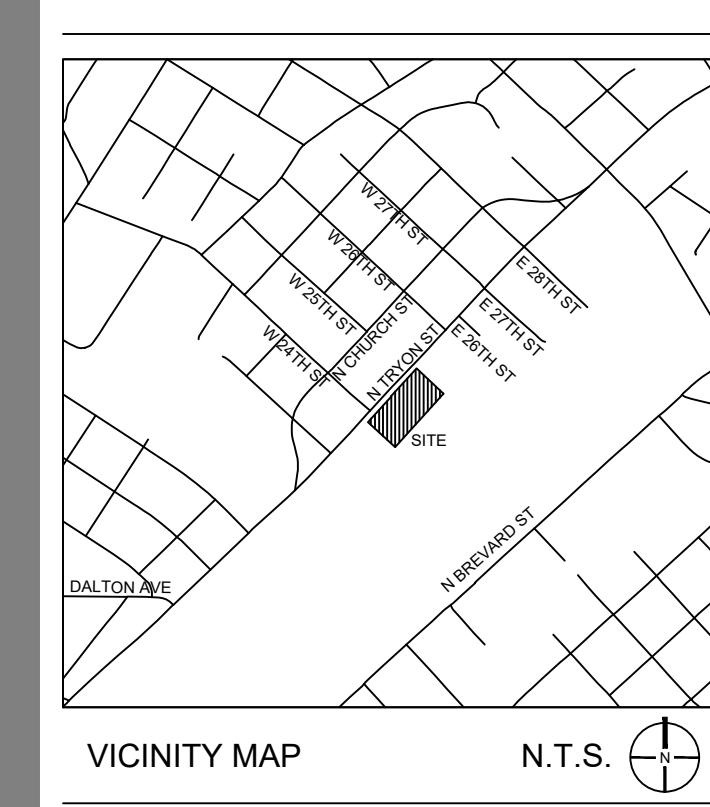 W 27TH ST
W 26TH ST
W 25TH ST
W 24TH ST
N CHURCH ST
N TRYON ST
E 28TH ST
E 27TH ST
E 26TH ST
SITE
N BREVARD ST
DALTON AVE
VICINITY MAP
N.T.S.
N